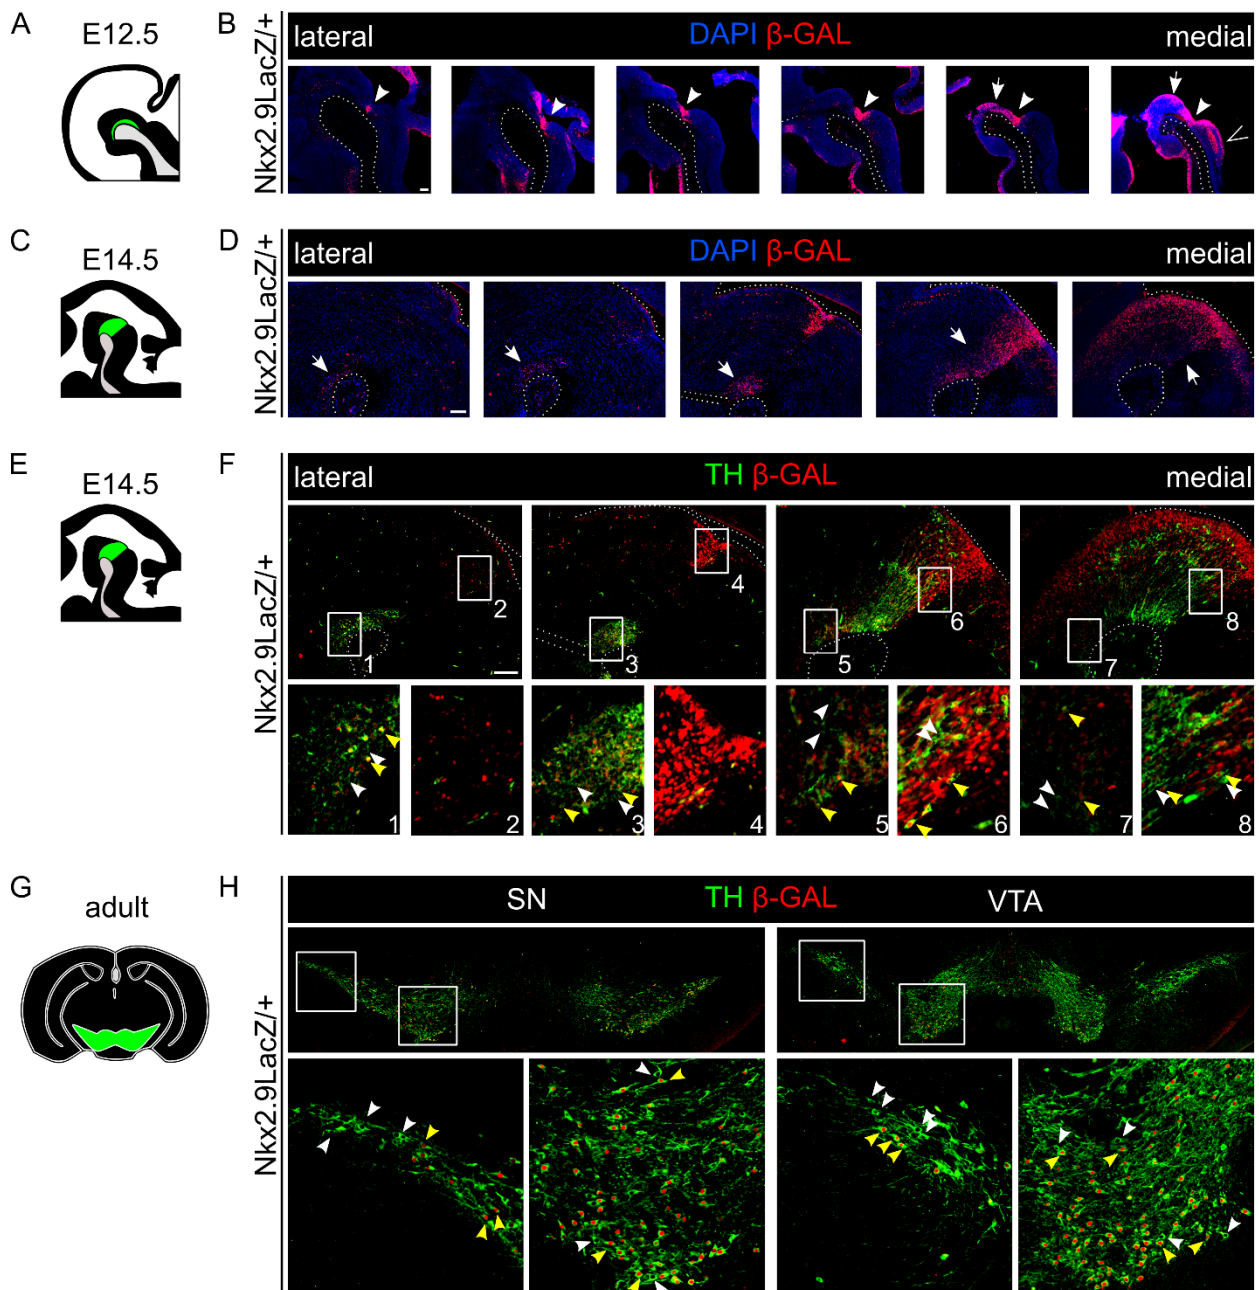 A
E12.5
B
Nkx2.9LacZ/+
lateral
DAPI β-GAL
medial
C
E14.5
D
Nkx2.9LacZ/+
lateral
DAPI β-GAL
medial
E
E14.5
F
Nkx2.9LacZ/+
lateral
TH β-GAL
medial
1
2
3
4
5
6
7
8
1
2
3
4
5
6
7
8
G
adult
H
Nkx2.9LacZ/+
SN
TH β-GAL
VTA